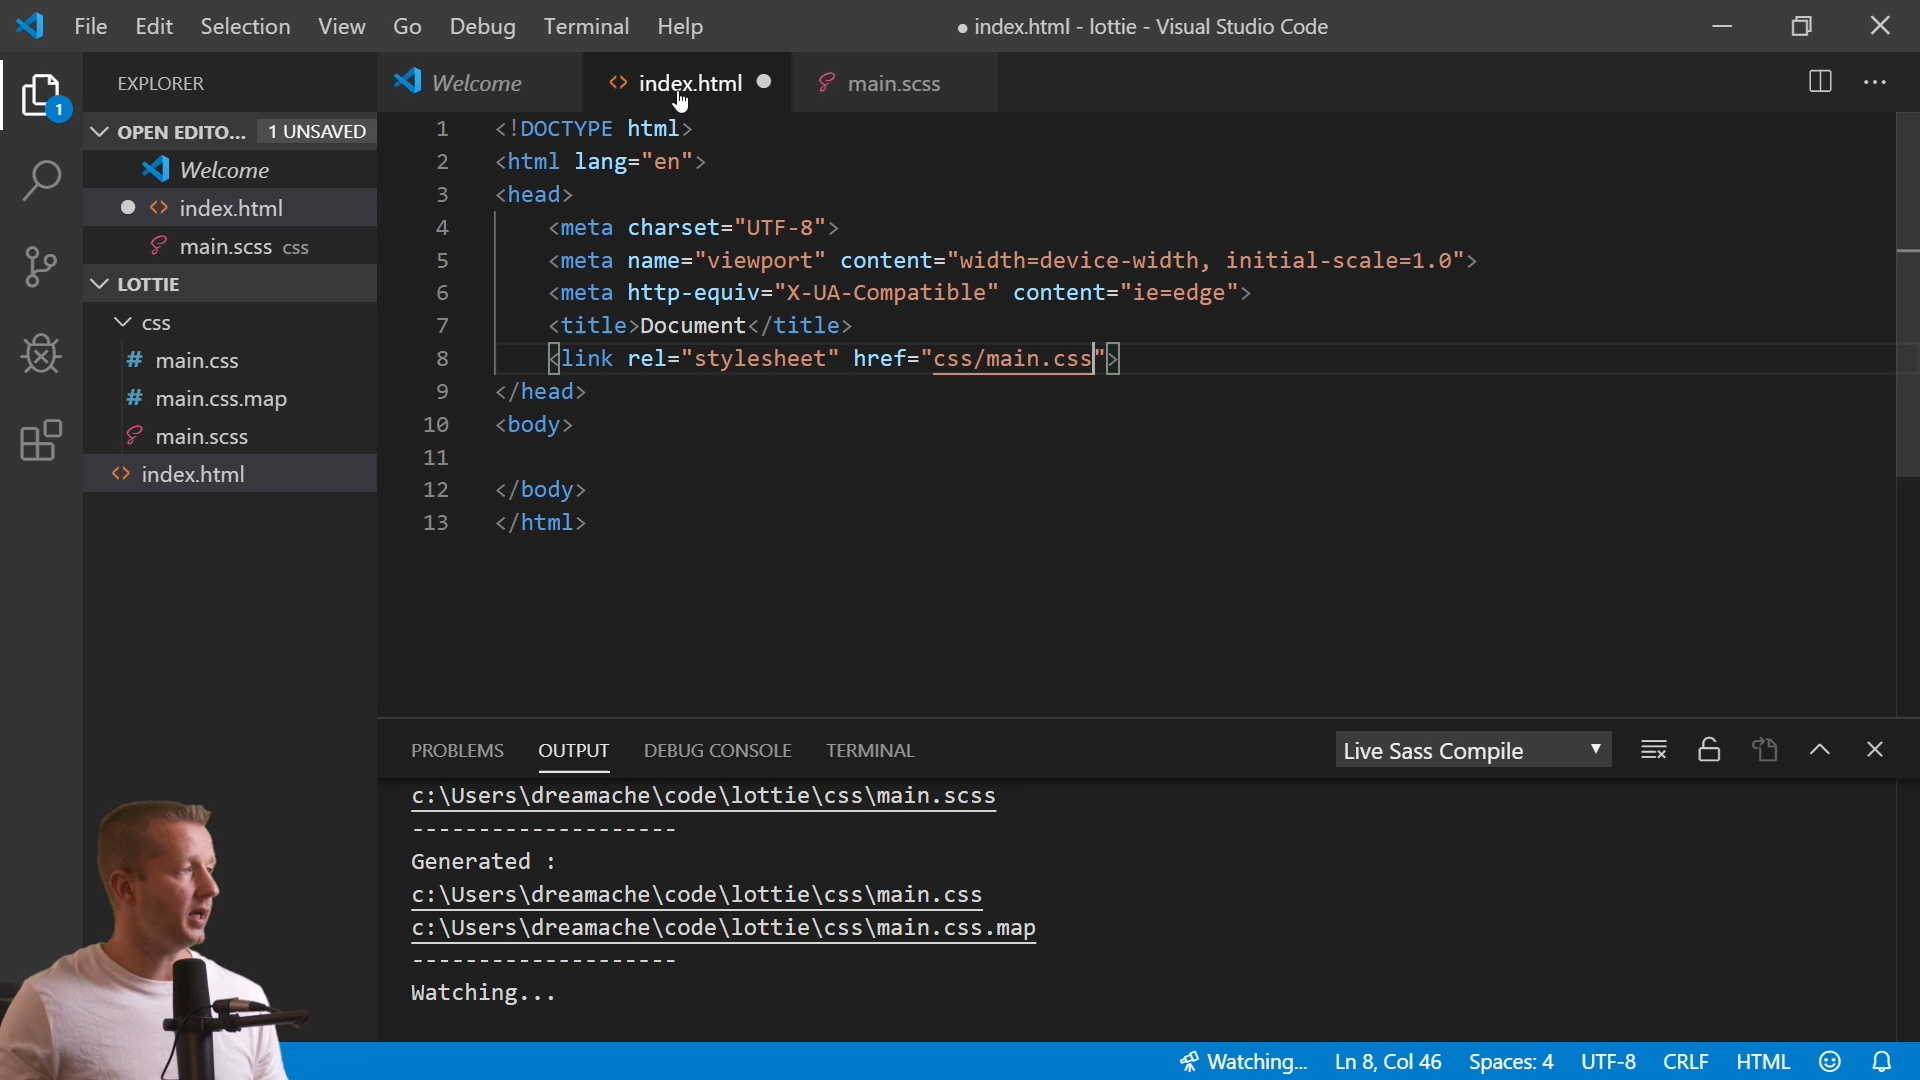 File Edit Selection View Go Debug Terminal Help
● index.html - lottie - Visual Studio Code
EXPLORER
Welcome
index.html
main.scss
1
OPEN EDITO... 1 UNSAVED
Welcome
index.html
main.scss css
LOTTIE
css
# main.css
# main.css.map
main.scss
<> index.html
1 <!DOCTYPE html>
2 <html lang="en">
3 <head>
4 <meta charset="UTF-8">
5 <meta name="viewport" content="width=device-width, initial-scale=1.0">
6 <meta http-equiv="X-UA-Compatible" content="ie=edge">
7 <title>Document</title>
8 <link rel="stylesheet" href="css/main.css">
9 </head>
10 <body>
11
12 </body>
13 </html>
PROBLEMS OUTPUT DEBUG CONSOLE TERMINAL
Live Sass Compile
c:\Users\dreamache\code\lottie\css\main.scss
--------------------
Generated :
c:\Users\dreamache\code\lottie\css\main.css
c:\Users\dreamache\code\lottie\css\main.css.map
--------------------
Watching...
Watching... Ln 8, Col 46 Spaces: 4 UTF-8 CRLF HTML